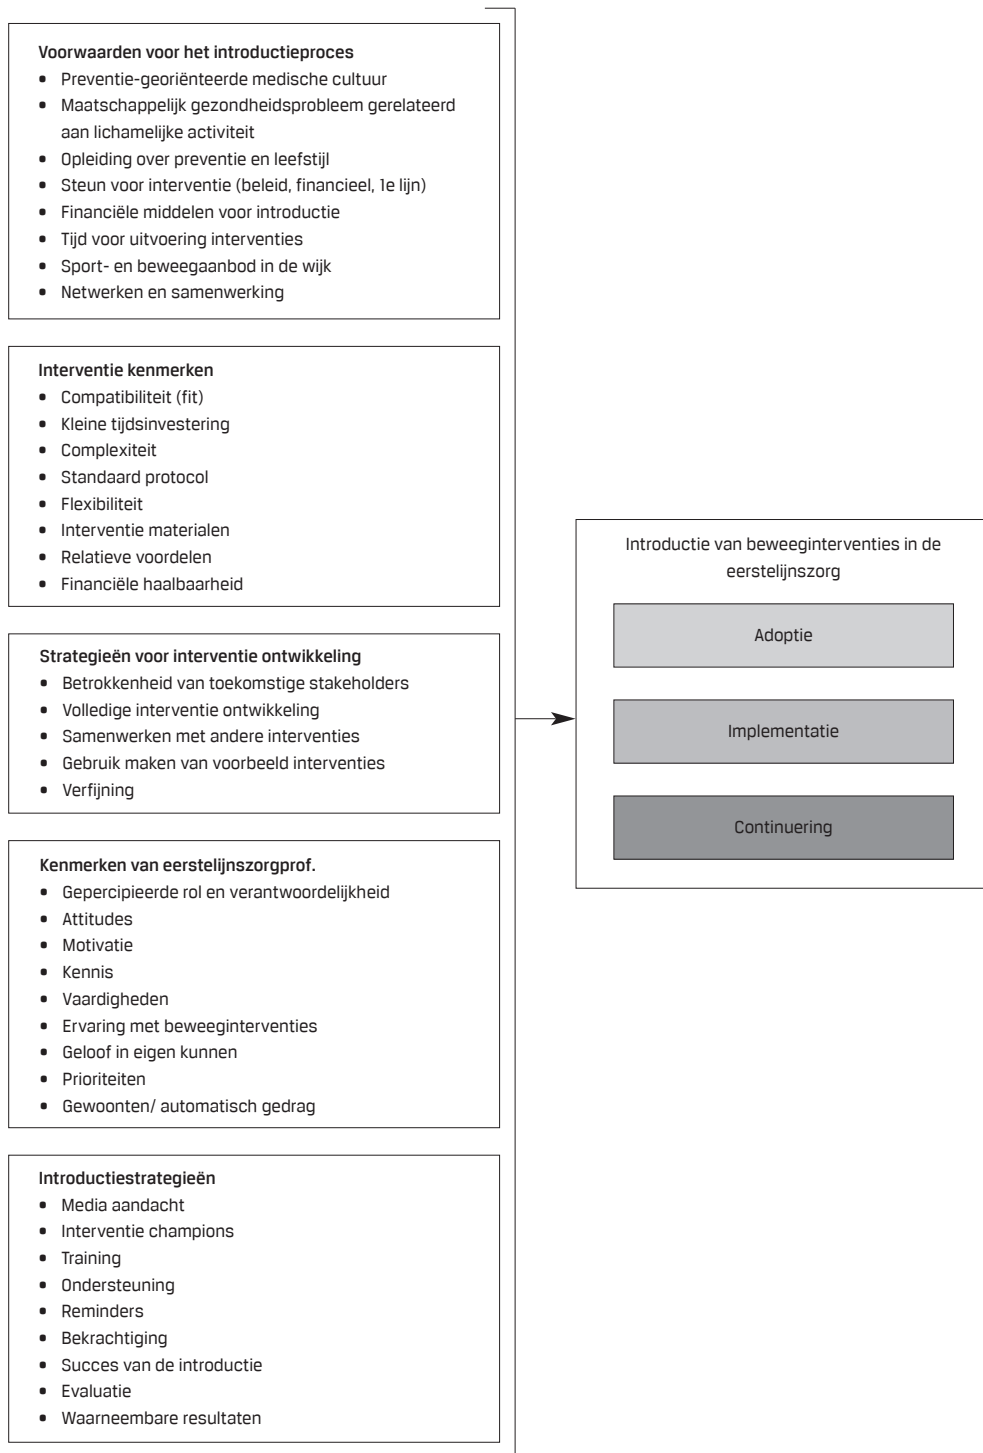 Voorwaarden voor het introductieproces
• Preventie-georiënteerde medische cultuur
• Maatschappelijk gezondheidsprobleem gerelateerd
aan lichamelijke activiteit
• Opleiding over preventie en leefstijl
• Steun voor interventie (beleid, financieel, 1e lijn)
• Financiële middelen voor introductie
• Tijd voor uitvoering interventies
• Sport- en beweegaanbod in de wijk
• Netwerken en samenwerking
Interventie kenmerken
• Compatibiliteit (fit)
• Kleine tijdsinvestering
• Complexiteit
• Standaard protocol
• Flexibiliteit
• Interventie materialen
• Relatieve voordelen
• Financiële haalbaarheid
Strategieën voor interventie ontwikkeling
• Betrokkenheid van toekomstige stakeholders
• Volledige interventie ontwikkeling
• Samenwerken met andere interventies
• Gebruik maken van voorbeeld interventies
• Verfijning
Kenmerken van eerstelijnszorgprof.
• Gepercipieerde rol en verantwoordelijkheid
• Attitudes
• Motivatie
• Kennis
• Vaardigheden
• Ervaring met beweeginterventies
• Geloof in eigen kunnen
• Prioriteiten
• Gewoonten/ automatisch gedrag
Introductiestrategieën
• Media aandacht
• Interventie champions
• Training
• Ondersteuning
• Reminders
• Bekrachtiging
• Succes van de introductie
• Evaluatie
• Waarneembare resultaten
Introductie van beweeginterventies in de
eerstelijnszorg
Adoptie
Implementatie
Continuering